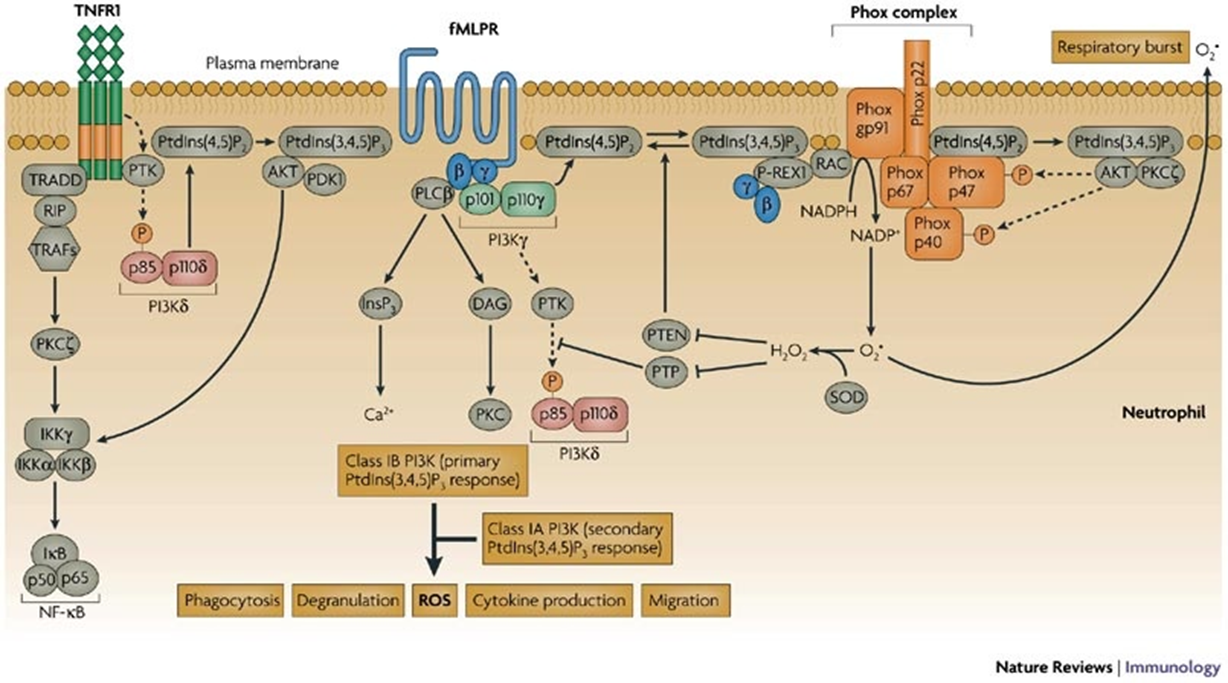 TNFR1
fMLPR
Phox complex
Plasma membrane
Respiratory burst
O₂•
Phox p22
Phox
gp91
PtdIns(4,5)P₂
PtdIns(3,4,5)P₃
PtdIns(4,5)P₂
PtdIns(3,4,5)P₃
PtdIns(4,5)P₂
PtdIns(3,4,5)P₃
TRADD
PTK
AKT
PDK1
β
γ
PLCβ
p101
p110γ
PI3Kγ
P-REX1
RAC
γ
β
Phox
p67
Phox
p47
P
AKT
PKCζ
RIP
TRAFs
P
p85
p110δ
PI3Kδ
NADPH
NADP⁺
Phox
p40
P
InsP₃
DAG
PTK
PKCζ
PTEN
PTP
H₂O₂
O₂•
SOD
P
p85
p110δ
PI3Kδ
Ca²⁺
PKC
Neutrophil
IKKγ
IKKα
IKKβ
Class IB PI3K (primary
PtdIns(3,4,5)P₃ response)
Class IA PI3K (secondary
PtdIns(3,4,5)P₃ response)
IκB
p50
p65
NF-κB
Phagocytosis
Degranulation
ROS
Cytokine production
Migration
Nature Reviews | Immunology